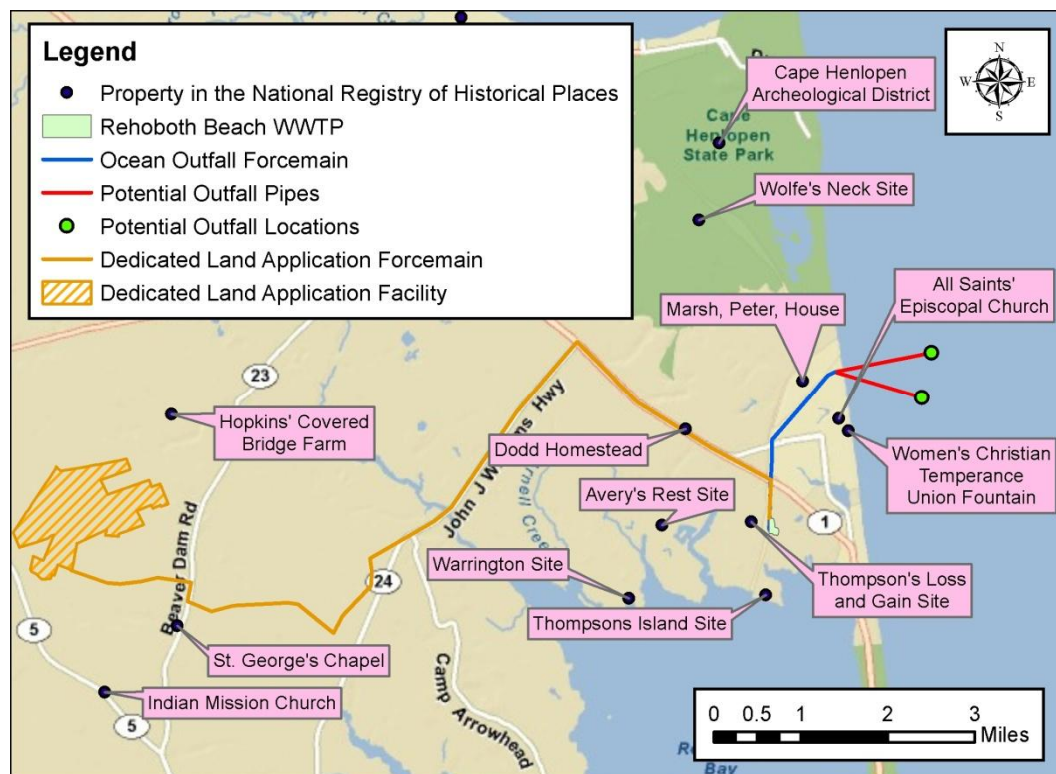 Legend
Property in the National Registry of Historical Places
Rehoboth Beach WWTP
Ocean Outfall Forcemain
Potential Outfall Pipes
Potential Outfall Locations
Dedicated Land Application Forcemain
Dedicated Land Application Facility
N
W
E
S
Cape Henlopen
Archeological District
Cape
Henlopen
State Park
Wolfe's Neck Site
All Saints'
Episcopal Church
Marsh, Peter, House
23
Hopkins' Covered
Bridge Farm
John J Williams Hwy
Dodd Homestead
Women's Christian
Temperance
Union Fountain
Avery's Rest Site
1
Beaver Dam Rd
Warrington Site
24
Thompson's Loss
and Gain Site
Thompsons Island Site
5
St. George's Chapel
Camp Arrowhead
Indian Mission Church
5
0 0.5 1 2 3
Miles
Bay